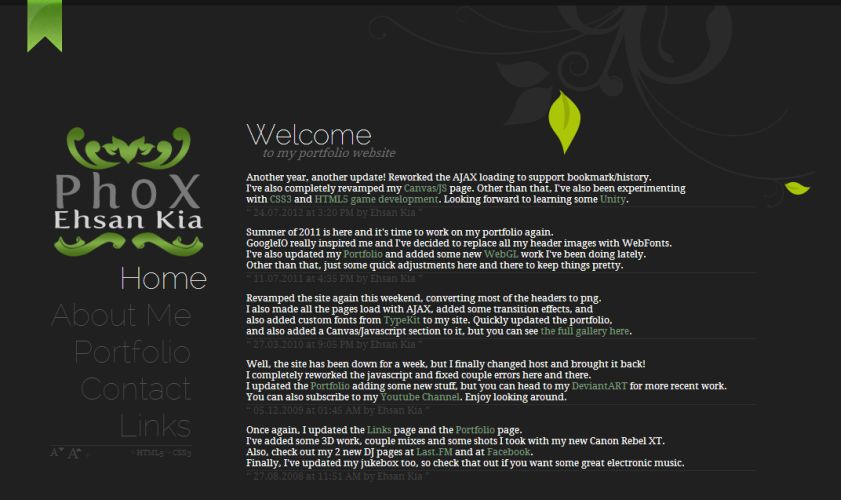 PhoX
Ehsan Kia
Home
About Me
Portfolio
Contact
Links
A A
HTML5 - CSS3
Welcome
to my portfolio website
Another year, another update! Reworked the AJAX loading to support bookmark/history.
I've also completely revamped my Canvas/JS page. Other than that, I've also been experimenting
with CSS3 and HTML5 game development. Looking forward to learning some Unity.
" 24.07.2012 at 3:20 PM by Ehsan Kia "
Summer of 2011 is here and it's time to work on my portfolio again.
GoogleIO really inspired me and I've decided to replace all my header images with WebFonts.
I've also updated my Portfolio and added some new WebGL work I've been doing lately.
Other than that, just some quick adjustments here and there to keep things pretty.
" 11.07.2011 at 4:35 PM by Ehsan Kia "
Revamped the site again this weekend, converting most of the headers to png.
I also made all the pages load with AJAX, added some transition effects, and
also added custom fonts from TypeKit to my site. Quickly updated the portfolio,
and also added a Canvas/Javascript section to it, but you can see the full gallery here.
" 27.03.2010 at 9:05 PM by Ehsan Kia "
Well, the site has been down for a week, but I finally changed host and brought it back!
I completely reworked the javascript and fixed couple errors here and there.
I updated the Portfolio adding some new stuff, but you can head to my DeviantART for more recent work.
You can also subscribe to my Youtube Channel. Enjoy looking around.
" 05.12.2009 at 01:45 AM by Ehsan Kia "
Once again, I updated the Links page and the Portfolio page.
I've added some 3D work, couple mixes and some shots I took with my new Canon Rebel XT.
Also, check out my 2 new DJ pages at Last.FM and at Facebook.
Finally, I've updated my jukebox too, so check that out if you want some great electronic music.
" 27.08.2008 at 11:51 AM by Ehsan Kia "